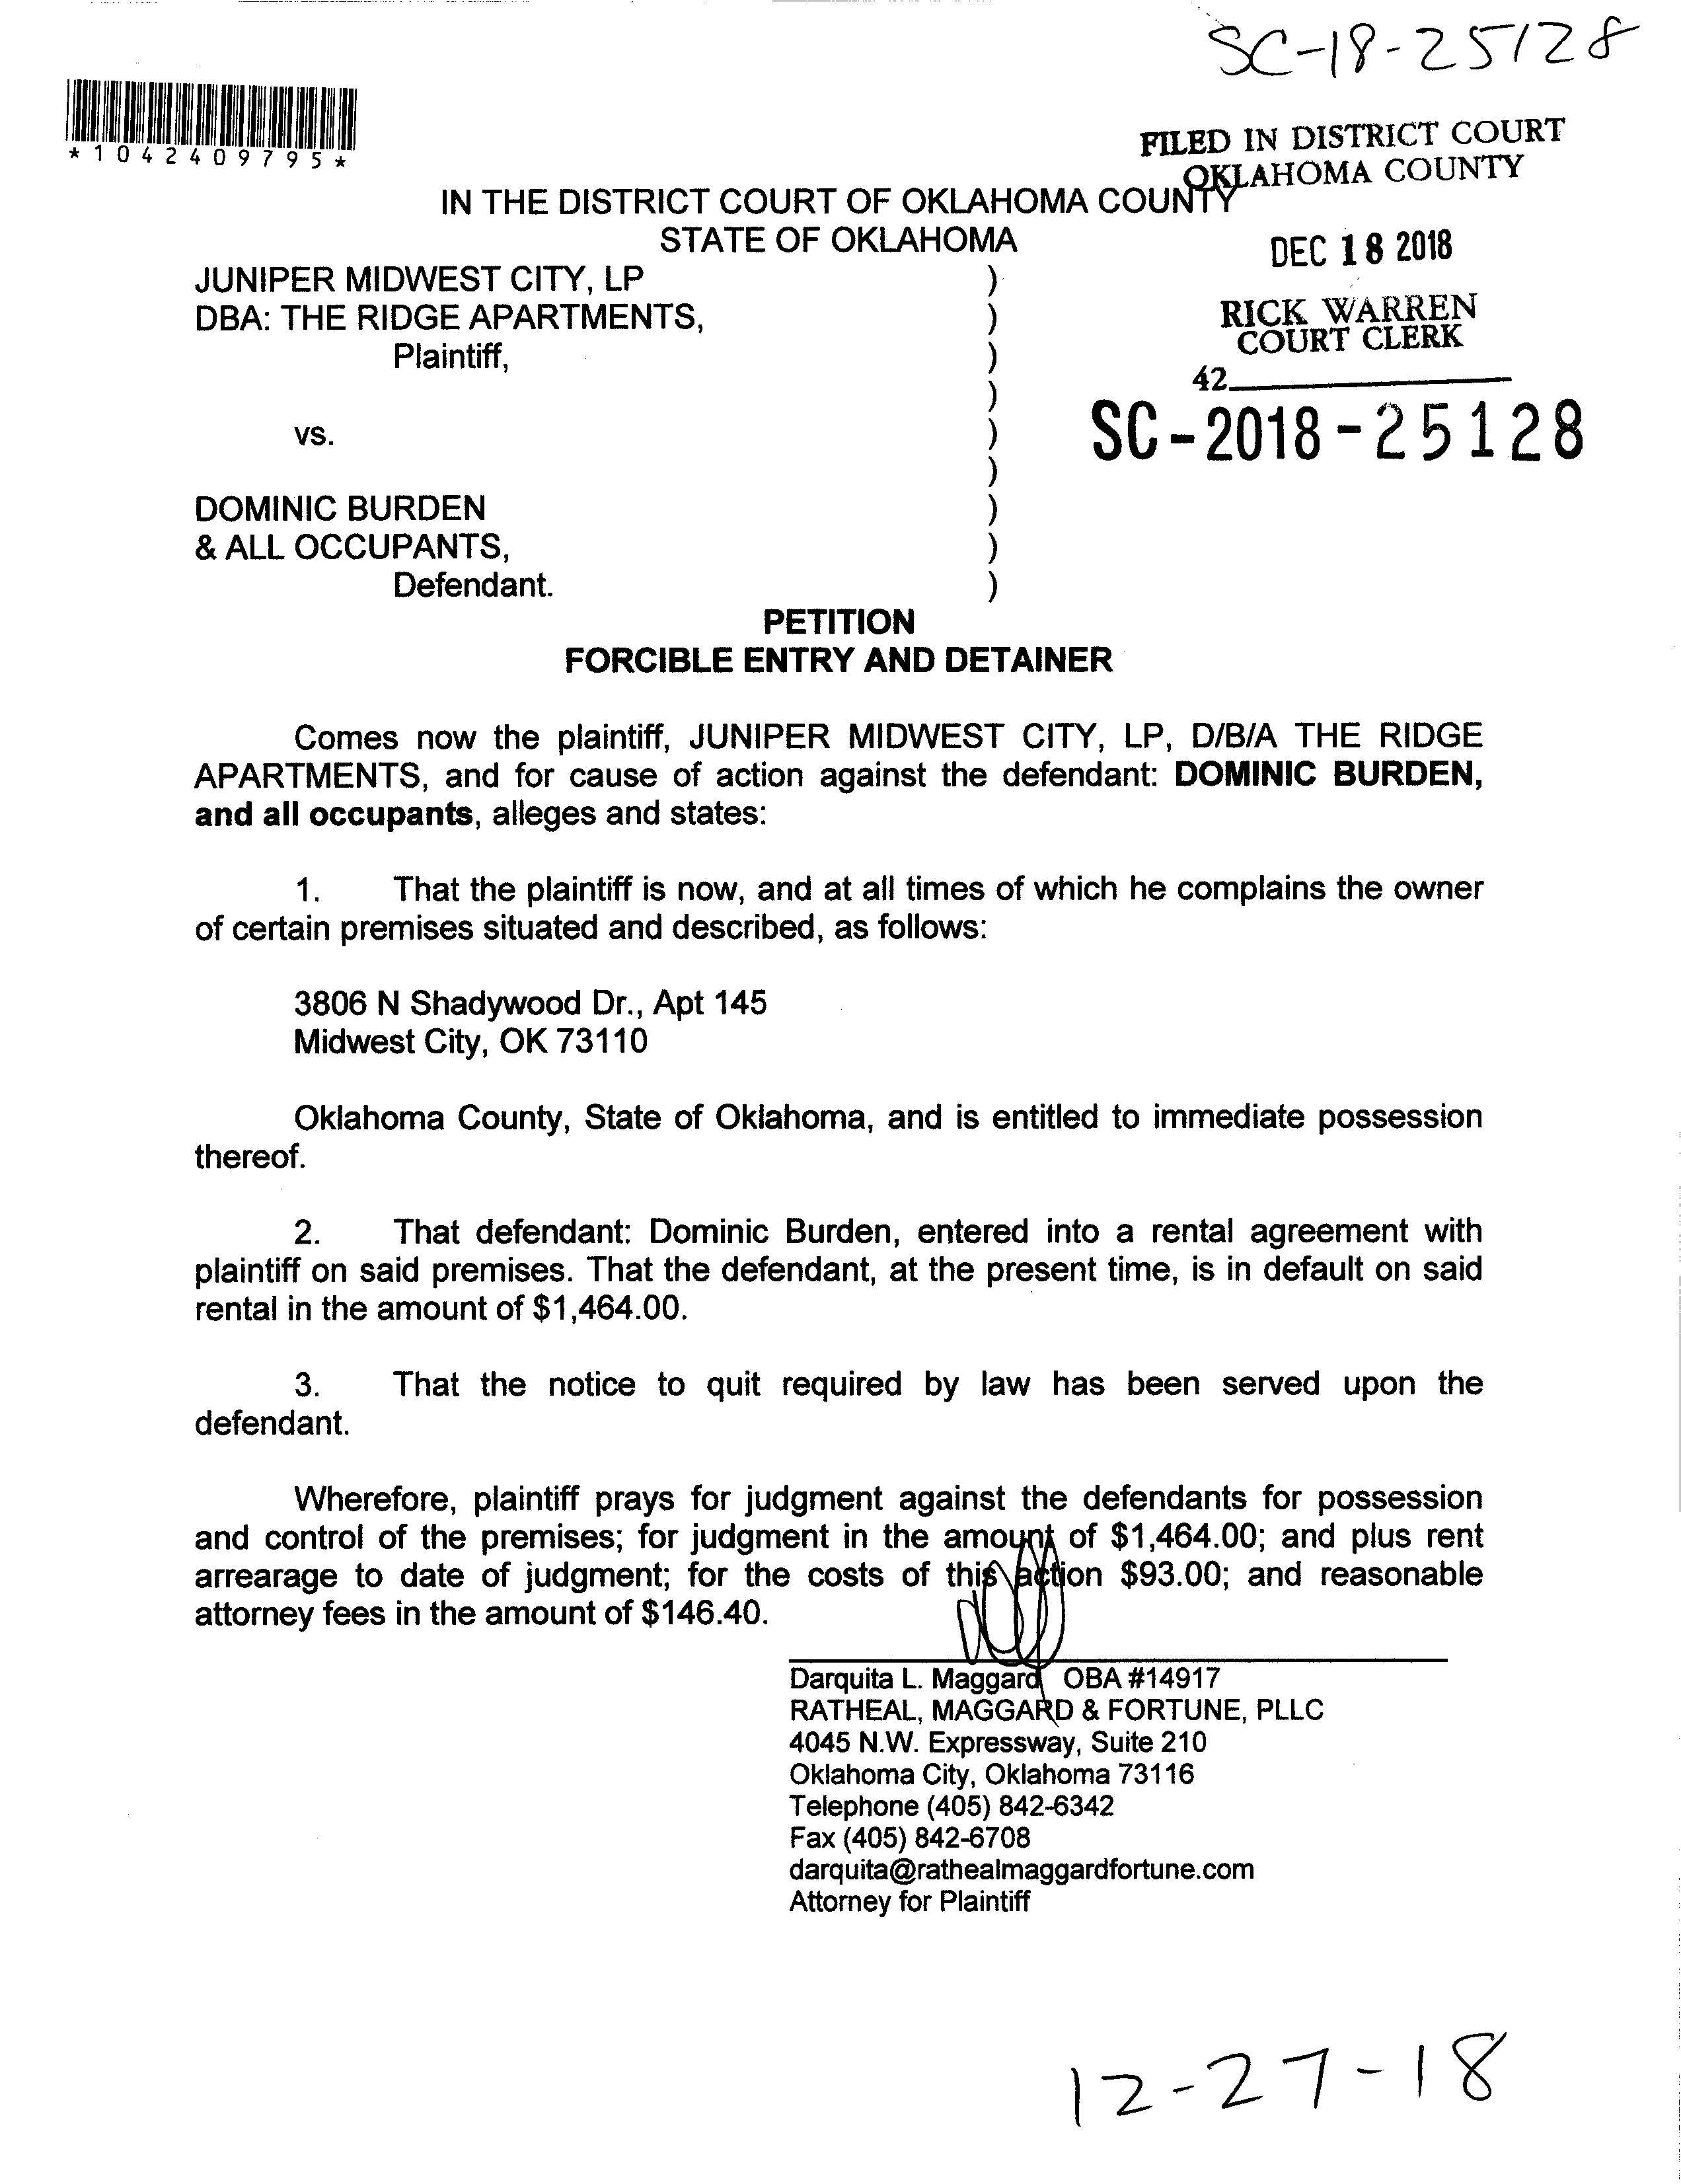 SC-18-25128
*1042409795*
FILED IN DISTRICT COURT
OKLAHOMA COUNTY
IN THE DISTRICT COURT OF OKLAHOMA COUNTY
STATE OF OKLAHOMA
DEC 18 2018
JUNIPER MIDWEST CITY, LP )
DBA: THE RIDGE APARTMENTS, )
RICK WARREN
COURT CLERK
Plaintiff, )
42
)
vs. )
SC-2018-25128
)
DOMINIC BURDEN )
& ALL OCCUPANTS, )
Defendant. )
PETITION
FORCIBLE ENTRY AND DETAINER
Comes now the plaintiff, JUNIPER MIDWEST CITY, LP, D/B/A THE RIDGE
APARTMENTS, and for cause of action against the defendant: DOMINIC BURDEN,
and all occupants, alleges and states:
1. That the plaintiff is now, and at all times of which he complains the owner
of certain premises situated and described, as follows:
3806 N Shadywood Dr., Apt 145
Midwest City, OK 73110
Oklahoma County, State of Oklahoma, and is entitled to immediate possession
thereof.
2. That defendant: Dominic Burden, entered into a rental agreement with
plaintiff on said premises. That the defendant, at the present time, is in default on said
rental in the amount of $1,464.00.
3. That the notice to quit required by law has been served upon the
defendant.
Wherefore, plaintiff prays for judgment against the defendants for possession
and control of the premises; for judgment in the amount of $1,464.00; and plus rent
arrearage to date of judgment; for the costs of this action $93.00; and reasonable
attorney fees in the amount of $146.40.
Darquita L. Maggard OBA #14917
RATHEAL, MAGGARD & FORTUNE, PLLC
4045 N.W. Expressway, Suite 210
Oklahoma City, Oklahoma 73116
Telephone (405) 842-6342
Fax (405) 842-6708
darquita@rathealmaggardfortune.com
Attorney for Plaintiff
12-27-18